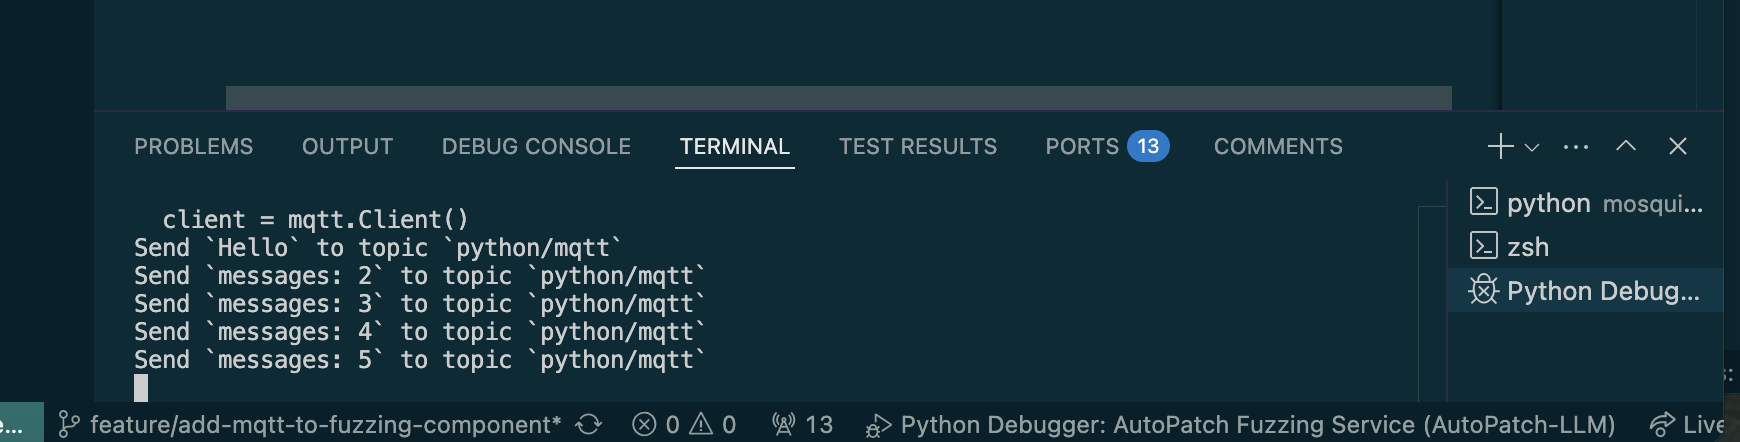 PROBLEMS OUTPUT DEBUG CONSOLE TERMINAL TEST RESULTS PORTS 13 COMMENTS
client = mqtt.Client()
Send `Hello` to topic `python/mqtt`
Send `messages: 2` to topic `python/mqtt`
Send `messages: 3` to topic `python/mqtt`
Send `messages: 4` to topic `python/mqtt`
Send `messages: 5` to topic `python/mqtt`
python mosqui...
zsh
Python Debug...
e... feature/add-mqtt-to-fuzzing-component* 0 0 13 Python Debugger: AutoPatch Fuzzing Service (AutoPatch-LLM) Live